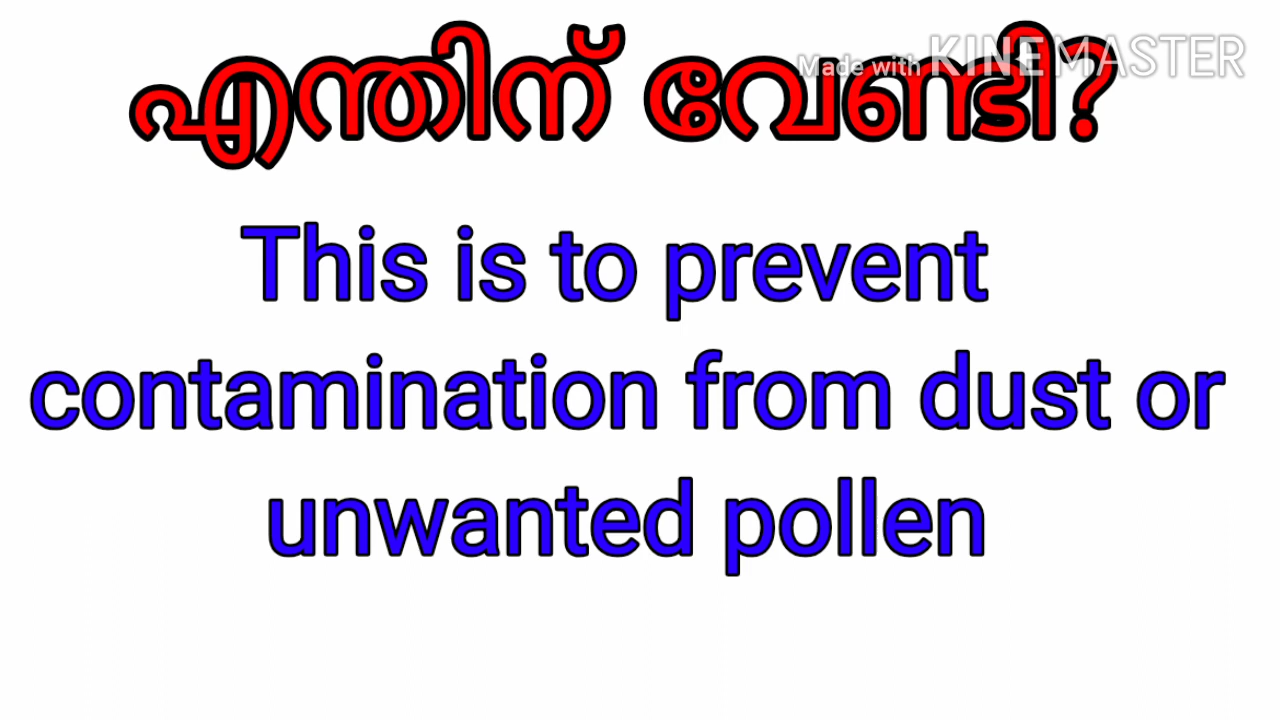 എന്തിന് വേണ്ടി?
Made with KINEMASTER
This is to prevent
contamination from dust or
unwanted pollen